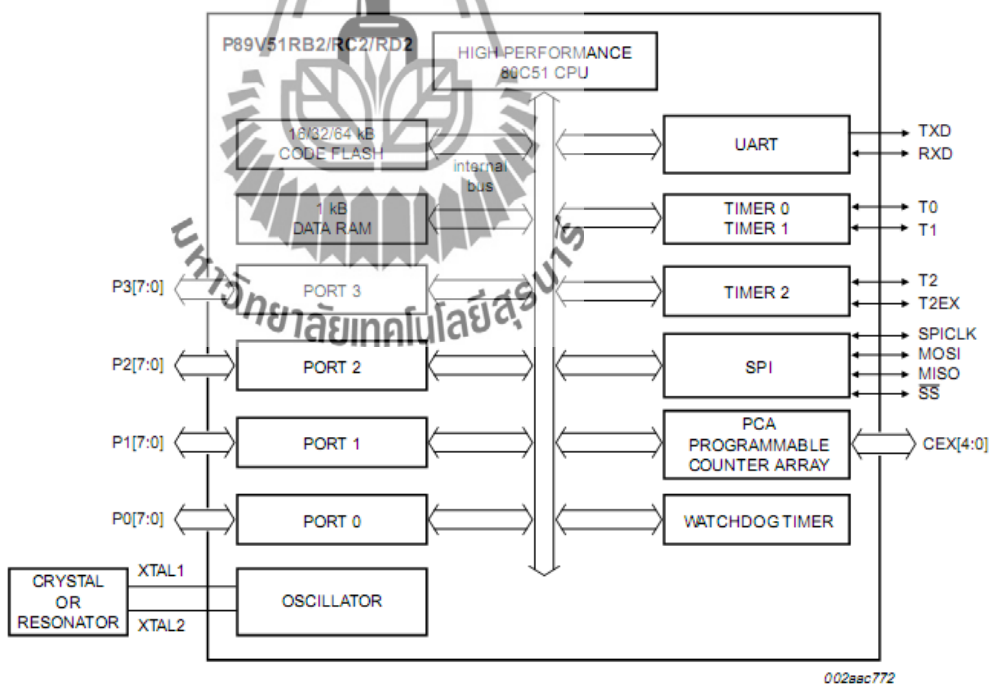 P89V51RB2/RC2/RD2
HIGH PERFORMANCE
80C51 CPU
16/32/64 kB
CODE FLASH
internal
bus
UART
TXD
RXD
1 kB
DATA RAM
TIMER 0
TIMER 1
T0
T1
P3[7:0]
PORT 3
TIMER 2
T2
T2EX
มหาวิทยาลัยเทคโนโลยีสุรนารี
P2[7:0]
PORT 2
SPI
SPICLK
MOSI
MISO
SS
P1[7:0]
PORT 1
PCA
PROGRAMMABLE
COUNTER ARRAY
CEX[4:0]
P0[7:0]
PORT 0
WATCHDOG TIMER
CRYSTAL
OR
RESONATOR
XTAL1
XTAL2
OSCILLATOR
002aac772